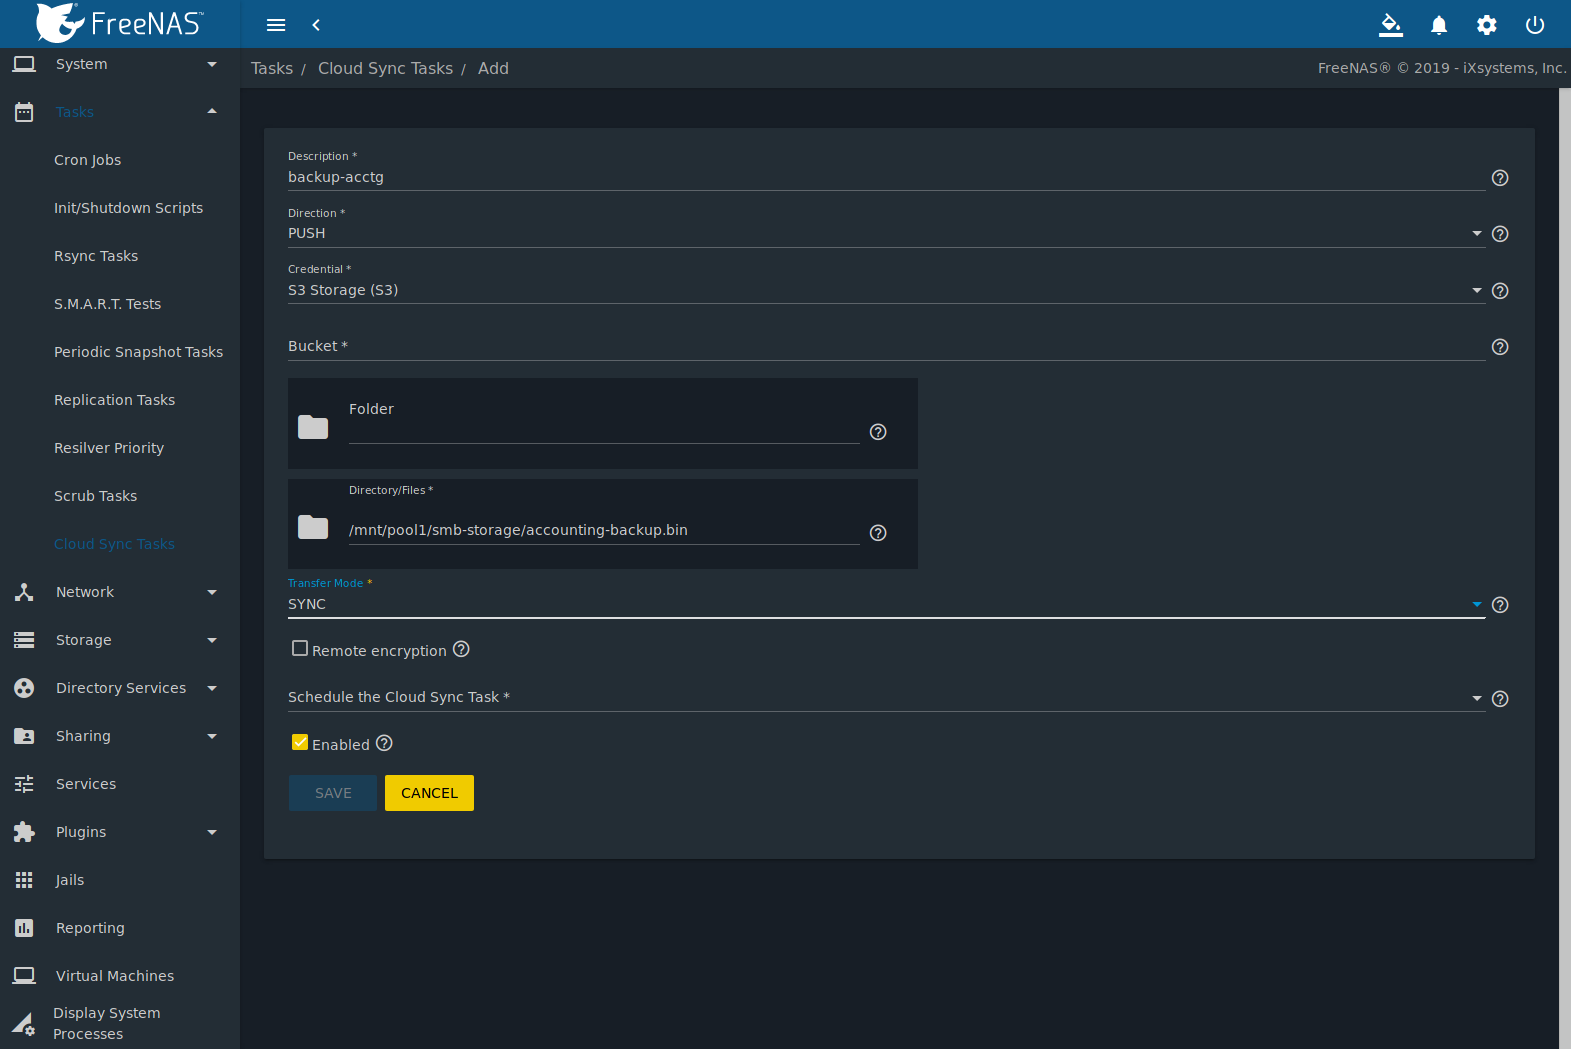 FreeNAS™
System
Tasks
Cron Jobs
Init/Shutdown Scripts
Rsync Tasks
S.M.A.R.T. Tests
Periodic Snapshot Tasks
Replication Tasks
Resilver Priority
Scrub Tasks
Cloud Sync Tasks
Network
Storage
Directory Services
Sharing
Services
Plugins
Jails
Reporting
Virtual Machines
Display System
Processes
Tasks / Cloud Sync Tasks / Add
FreeNAS® © 2019 - iXsystems, Inc.
Description *
backup-acctg
Direction *
PUSH
Credential *
S3 Storage (S3)
Bucket *
Folder
Directory/Files *
/mnt/pool1/smb-storage/accounting-backup.bin
Transfer Mode *
SYNC
Remote encryption
Schedule the Cloud Sync Task *
Enabled
SAVE CANCEL